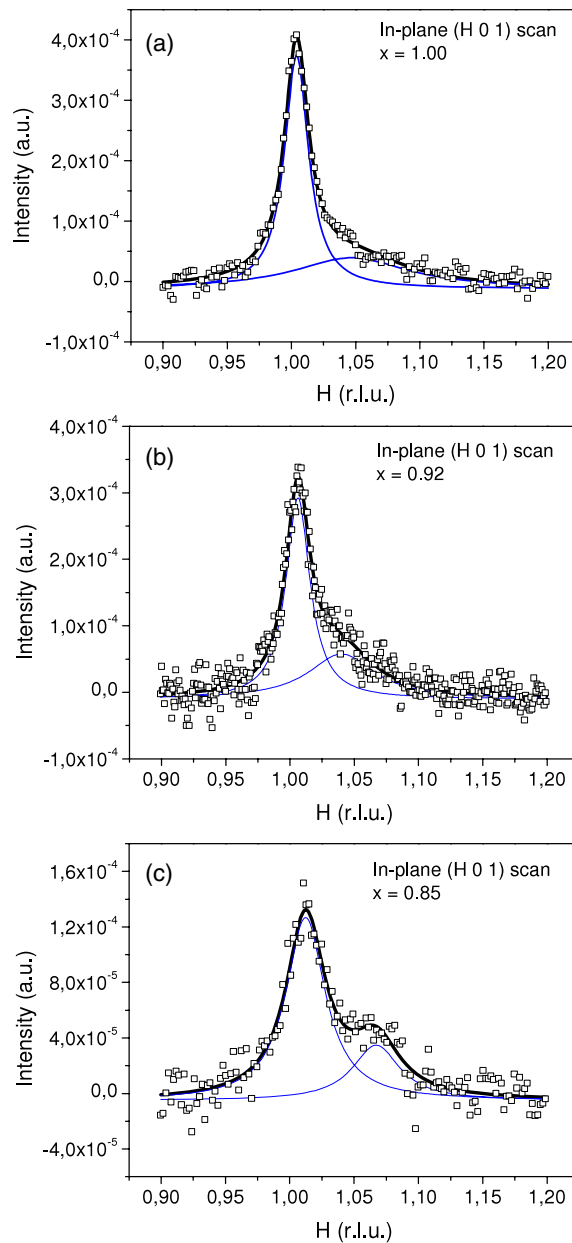 (a)
In-plane (H 0 1) scan
x = 1.00
4,0x10⁻⁴
3,0x10⁻⁴
2,0x10⁻⁴
1,0x10⁻⁴
0,0
-1,0x10⁻⁴
Intensity (a.u.)
0,90 0,95 1,00 1,05 1,10 1,15 1,20
H (r.l.u.)
(b)
In-plane (H 0 1) scan
x = 0.92
4,0x10⁻⁴
3,0x10⁻⁴
2,0x10⁻⁴
1,0x10⁻⁴
0,0
-1,0x10⁻⁴
Intensity (a.u.)
0,90 0,95 1,00 1,05 1,10 1,15 1,20
H (r.l.u.)
(c)
In-plane (H 0 1) scan
x = 0.85
1,6x10⁻⁴
1,2x10⁻⁴
8,0x10⁻⁵
4,0x10⁻⁵
0,0
-4,0x10⁻⁵
Intensity (a.u.)
0,90 0,95 1,00 1,05 1,10 1,15 1,20
H (r.l.u.)